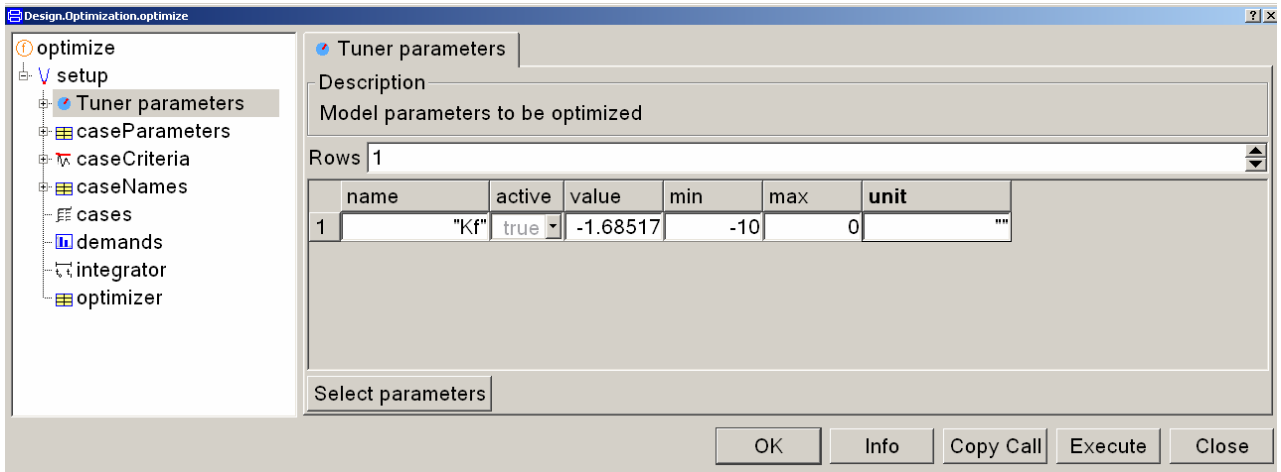 Design.Optimization.optimize
optimize
setup
Tuner parameters
caseParameters
caseCriteria
caseNames
cases
demands
integrator
optimizer
Tuner parameters
Description
Model parameters to be optimized
Rows 1
name active value min max unit
1 "Kf" true -1.68517 -10 0 ""
Select parameters
OK Info Copy Call Execute Close